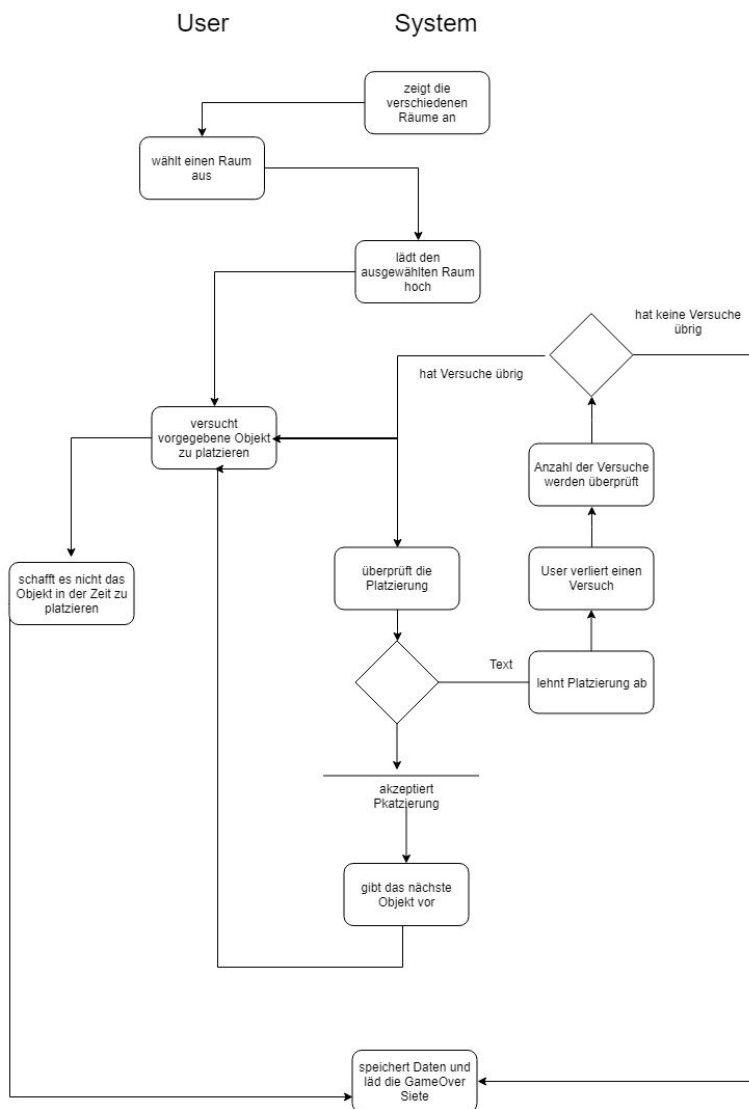 User
System
zeigt die
verschiedenen
Räume an
wählt einen Raum
aus
lädt den
ausgewählten Raum
hoch
hat keine Versuche
übrig
hat Versuche übrig
versucht
vorgegebene Objekt
zu platzieren
Anzahl der Versuche
werden überprüft
schafft es nicht das
Objekt in der Zeit zu
platzieren
überprüft die
Platzierung
User verliert einen
Versuch
Text
lehnt Platzierung ab
akzeptiert
Pkatzierung
gibt das nächste
Objekt vor
speichert Daten und
läd die GameOver
Siete